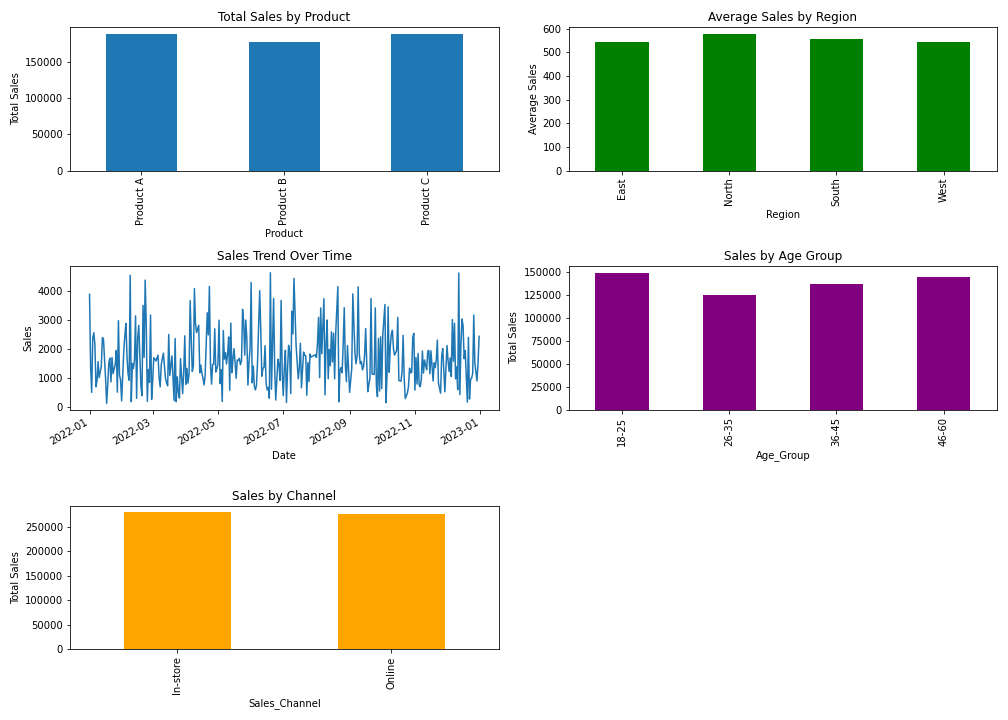 Total Sales by Product
Total Sales
150000
100000
50000
0
Product A
Product B
Product C
Product
Average Sales by Region
Average Sales
600
500
400
300
200
100
0
East
North
South
West
Region
Sales Trend Over Time
Sales
4000
3000
2000
1000
0
2022-01
2022-03
2022-05
2022-07
2022-09
2022-11
2023-01
Date
Sales by Age Group
Total Sales
150000
125000
100000
75000
50000
25000
0
18-25
26-35
36-45
46-60
Age_Group
Sales by Channel
Total Sales
250000
200000
150000
100000
50000
0
In-store
Online
Sales_Channel